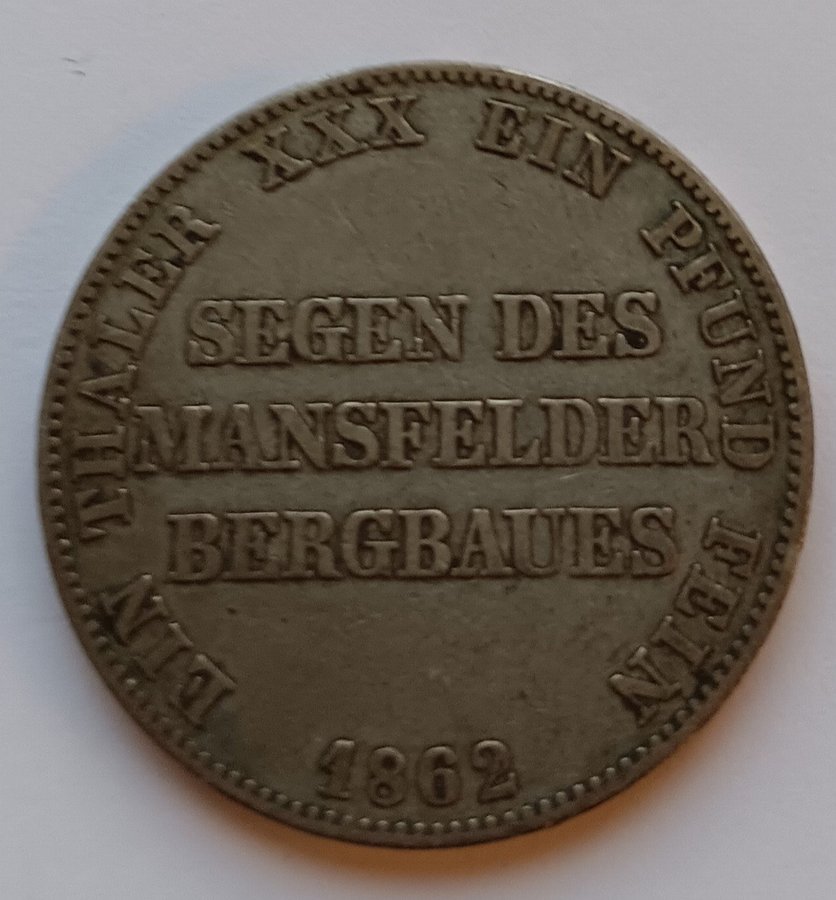 EIN THALER XXX EIN PFUND FEIN
SEGEN DES
MANSFELDER
BERGBAUES
1862